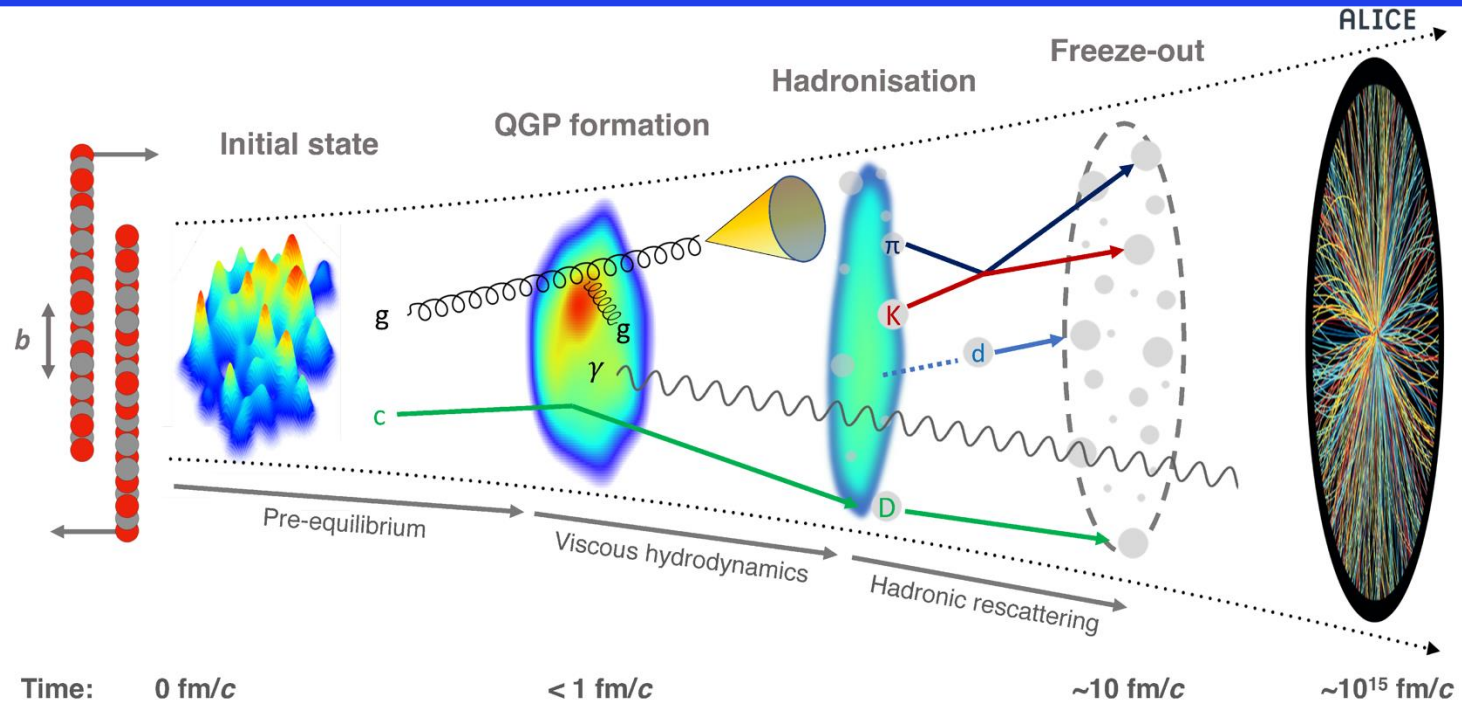 ALICE
Freeze-out
Hadronisation
QGP formation
Initial state
b
g
g
γ
c
π
K
d
D
Pre-equilibrium
Viscous hydrodynamics
Hadronic rescattering
Time: 0 fm/c < 1 fm/c ~10 fm/c ~10¹⁵ fm/c